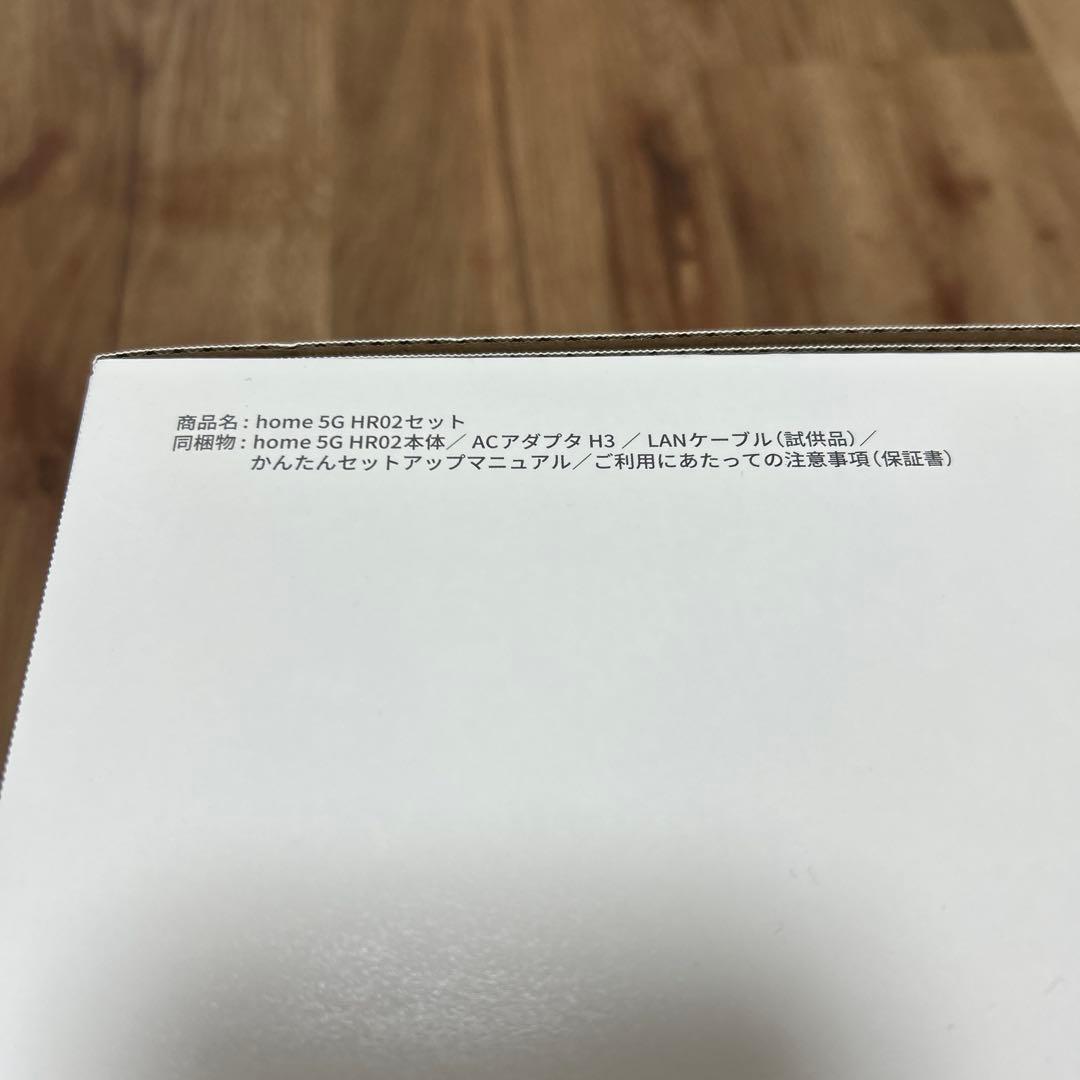 商品名：home 5G HR02セット
同梱物：home 5G HR02本体／ACアダプタ H3／LANケーブル（試供品）／
かんたんセットアップマニュアル／ご利用にあたっての注意事項（保証書）